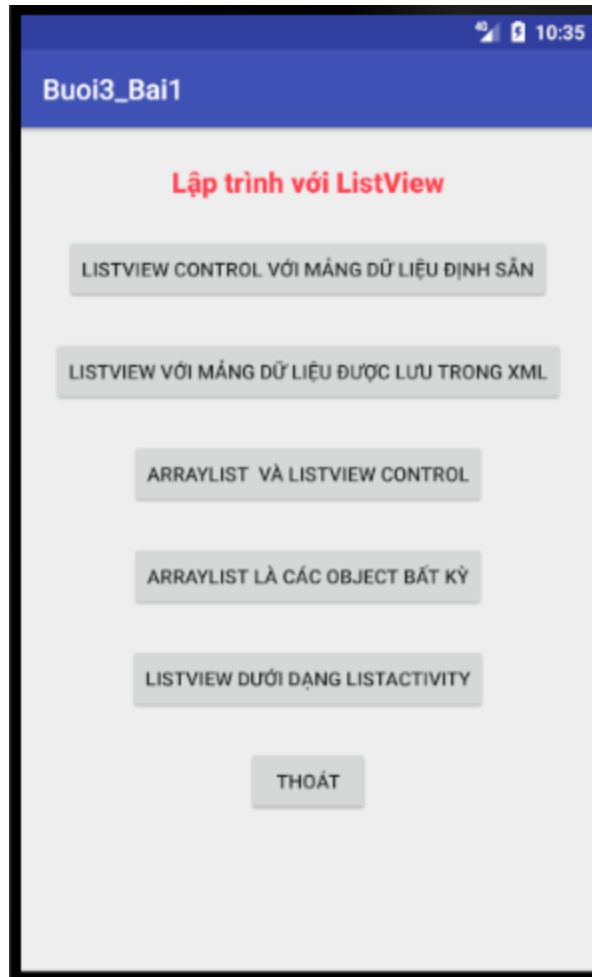 4G 10:35
Buoi3_Bai1
Lập trình với ListView
LISTVIEW CONTROL VỚI MẢNG DỮ LIỆU ĐỊNH SẴN
LISTVIEW VỚI MẢNG DỮ LIỆU ĐƯỢC LƯU TRONG XML
ARRAYLIST VÀ LISTVIEW CONTROL
ARRAYLIST LÀ CÁC OBJECT BẤT KỲ
LISTVIEW DƯỚI DẠNG LISTACTIVITY
THOÁT